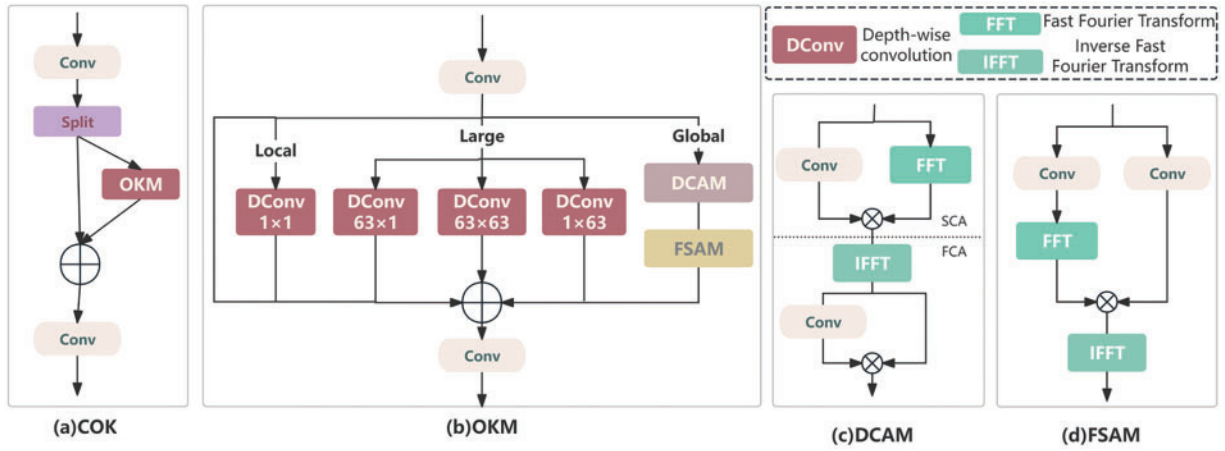 Conv
Split
OKM
Conv
(a)COK
Conv
Local
Large
Global
DConv
1×1
DConv
63×1
DConv
63×63
DConv
1×63
DCAM
FSAM
Conv
(b)OKM
DConv
Depth-wise
convolution
FFT
Fast Fourier Transform
IFFT
Inverse Fast
Fourier Transform
Conv
FFT
SCA
FCA
IFFT
Conv
(c)DCAM
Conv
Conv
FFT
IFFT
(d)FSAM